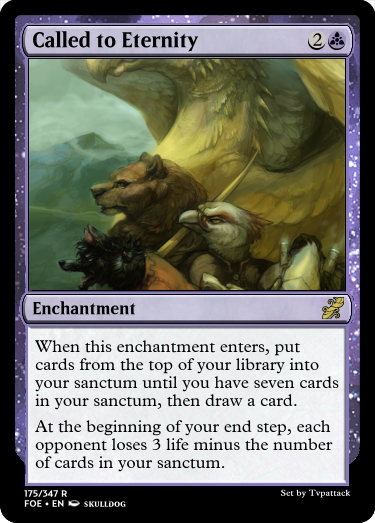 Called to Eternity 2
Enchantment
When this enchantment enters, put
cards from the top of your library into
your sanctum until you have seven cards
in your sanctum, then draw a card.
At the beginning of your end step, each
opponent loses 3 life minus the number
of cards in your sanctum.
175/347 R
FOE • EN SKULLDOG
Set by Tvpattack